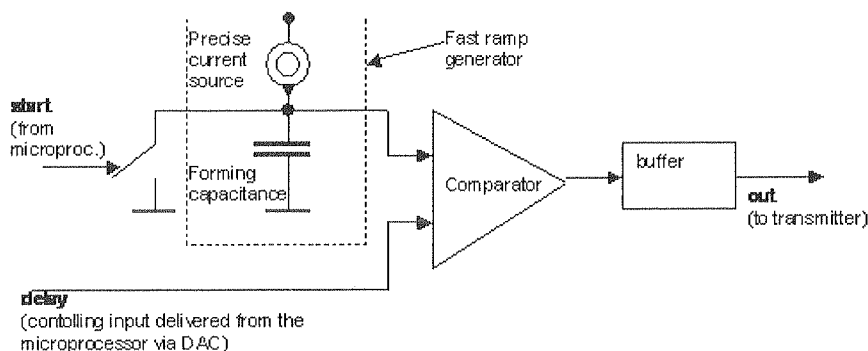 Precise
current
source
Fast ramp
generator
start
(from
microproc.)
Forming
capacitance
Comparator
buffer
out
(to transmitter)
delay
(contolling input delivered from the
microprocessor via DAC)